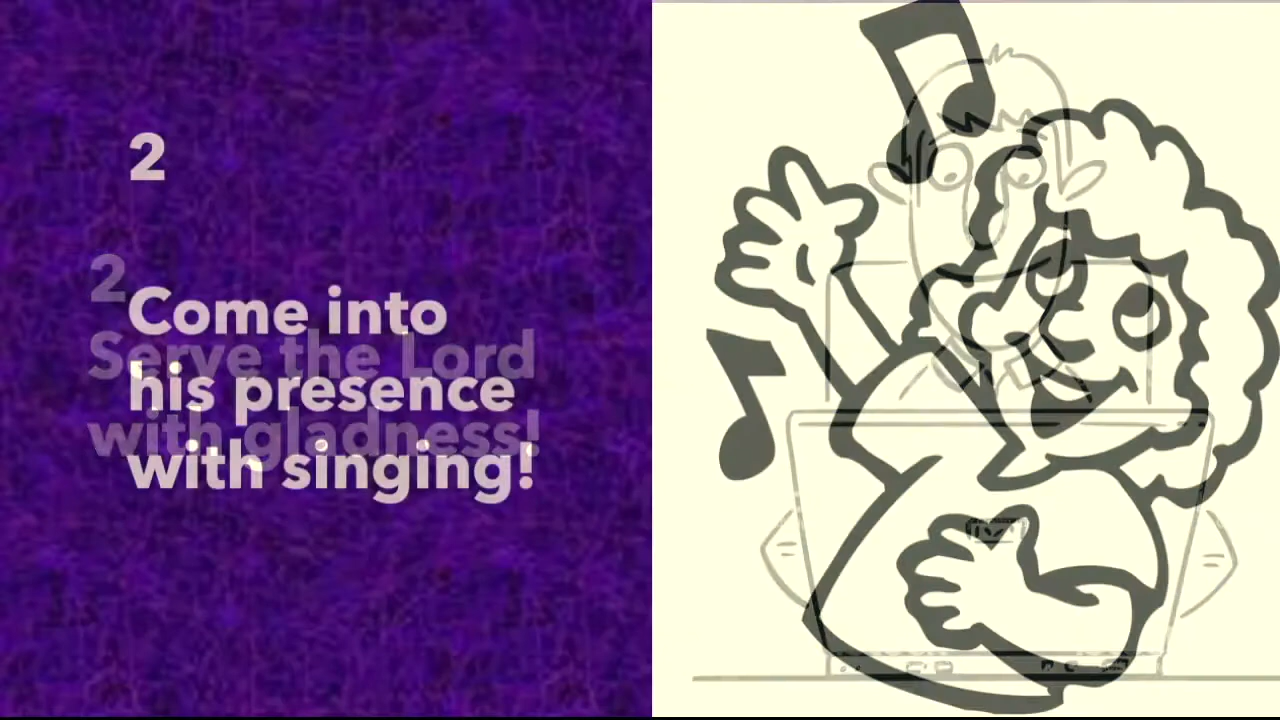 2
2
Serve the Lord
with gladness!
Come into
his presence
with singing!